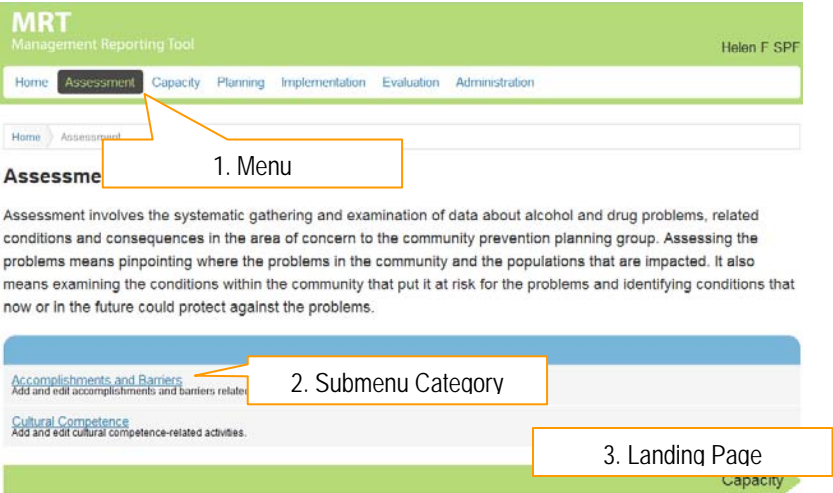 MRT
Management Reporting Tool
Helen F SPF
Home Assessment Capacity Planning Implementation Evaluation Administration
Home Assessment
1. Menu
Assessme
Assessment involves the systematic gathering and examination of data about alcohol and drug problems, related
conditions and consequences in the area of concern to the community prevention planning group. Assessing the
problems means pinpointing where the problems in the community and the populations that are impacted. It also
means examining the conditions within the community that put it at risk for the problems and identifying conditions that
now or in the future could protect against the problems.
Accomplishments and Barriers
2. Submenu Category
Add and edit accomplishments and barriers related
Cultural Competence
Add and edit cultural competence-related activities.
3. Landing Page
Capacity